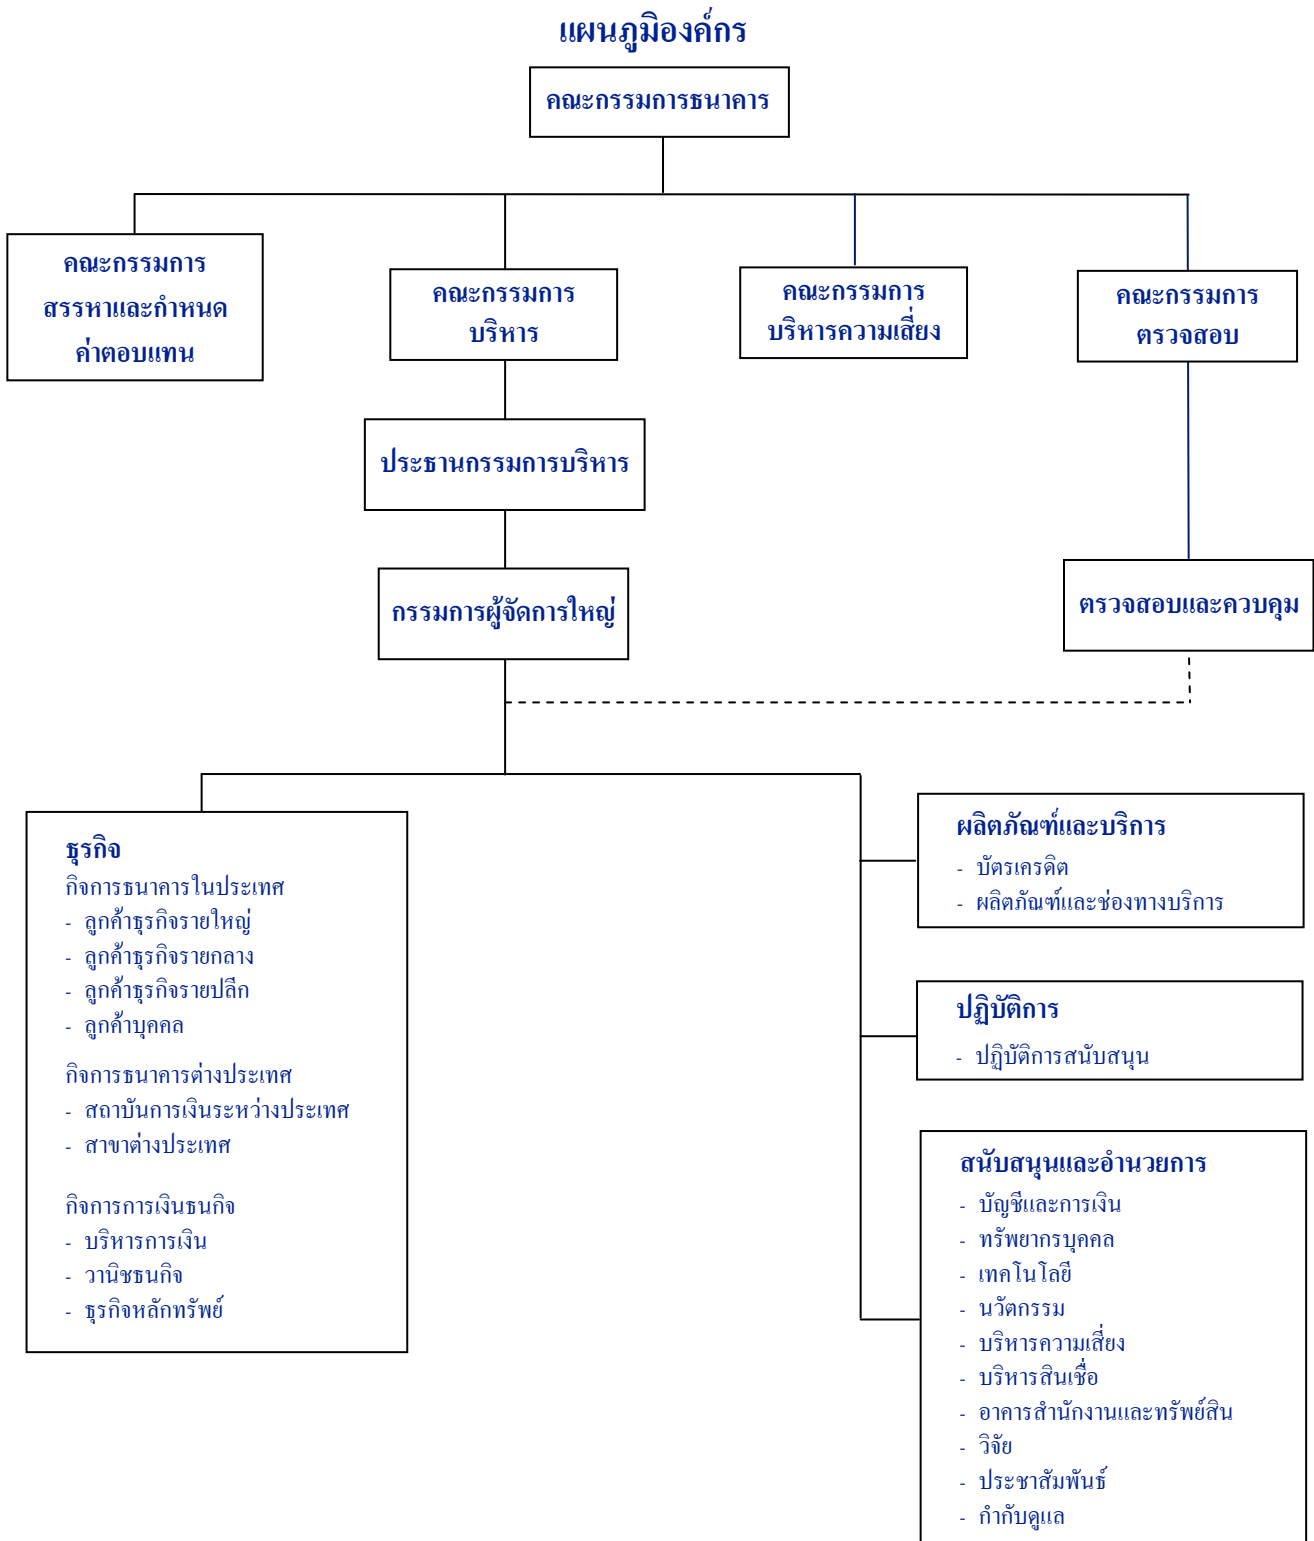 แผนภูมิองค์กร
คณะกรรมการธนาคาร
คณะกรรมการ
สรรหาและกำหนด
ค่าตอบแทน
คณะกรรมการ
บริหาร
คณะกรรมการ
บริหารความเสี่ยง
คณะกรรมการ
ตรวจสอบ
ประธานกรรมการบริหาร
กรรมการผู้จัดการใหญ่
ตรวจสอบและควบคุม
ธุรกิจ
กิจการธนาคารในประเทศ
- ลูกค้าธุรกิจรายใหญ่
- ลูกค้าธุรกิจรายกลาง
- ลูกค้าธุรกิจรายปลีก
- ลูกค้าบุคคล
กิจการธนาคารต่างประเทศ
- สถาบันการเงินระหว่างประเทศ
- สาขาต่างประเทศ
กิจการการเงินธนกิจ
- บริหารการเงิน
- วานิชธนกิจ
- ธุรกิจหลักทรัพย์
ผลิตภัณฑ์และบริการ
- บัตรเครดิต
- ผลิตภัณฑ์และช่องทางบริการ
ปฏิบัติการ
- ปฏิบัติการสนับสนุน
สนับสนุนและอำนวยการ
- บัญชีและการเงิน
- ทรัพยากรบุคคล
- เทคโนโลยี
- นวัตกรรม
- บริหารความเสี่ยง
- บริหารสินเชื่อ
- อาคารสำนักงานและทรัพย์สิน
- วิจัย
- ประชาสัมพันธ์
- กำกับดูแล